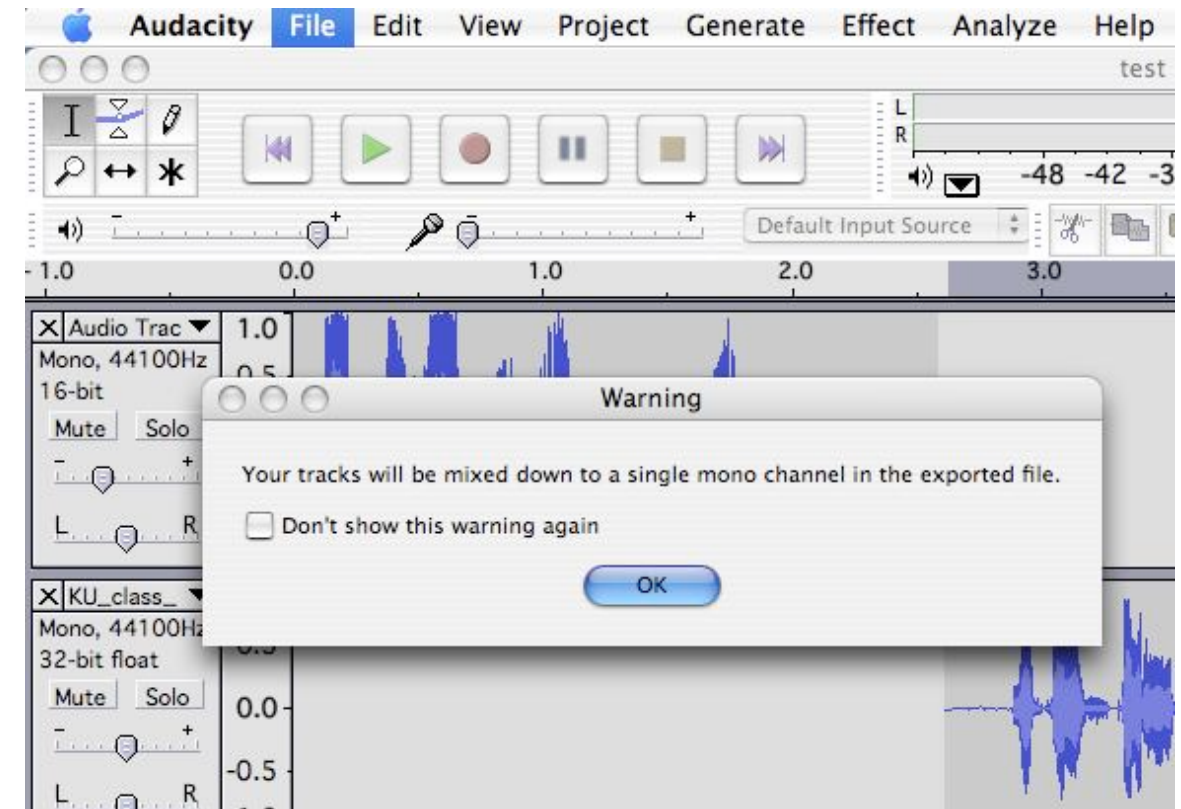 Audacity File Edit View Project Generate Effect Analyze Help
test
L
R
-48 -42 -3
- + - + Default Input Source
- 1.0 0.0 1.0 2.0 3.0
X Audio Trac 1.0
Mono, 44100Hz
0.5
16-bit
Mute Solo
- +
L R
Warning
Your tracks will be mixed down to a single mono channel in the exported file.
Don't show this warning again
OK
X KU_class_
Mono, 44100Hz
32-bit float
Mute Solo
0.0
- +
-0.5
L R